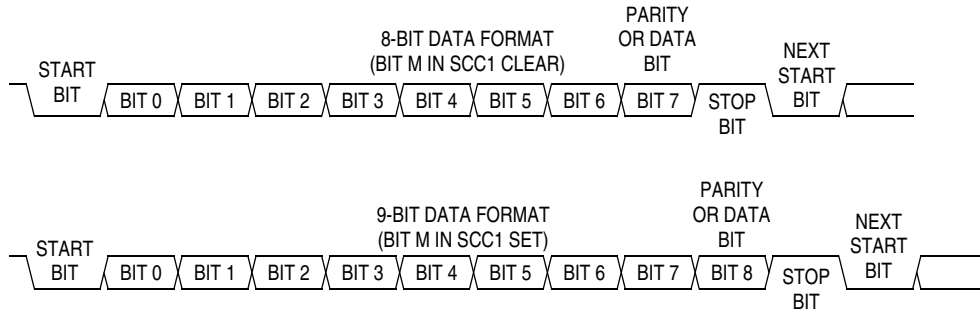 8-BIT DATA FORMAT
(BIT M IN SCC1 CLEAR)
PARITY
OR DATA
BIT
START
BIT
BIT 0 BIT 1 BIT 2 BIT 3 BIT 4 BIT 5 BIT 6 BIT 7
STOP
BIT
NEXT
START
BIT
9-BIT DATA FORMAT
(BIT M IN SCC1 SET)
PARITY
OR DATA
BIT
START
BIT
BIT 0 BIT 1 BIT 2 BIT 3 BIT 4 BIT 5 BIT 6 BIT 7 BIT 8
STOP
BIT
NEXT
START
BIT